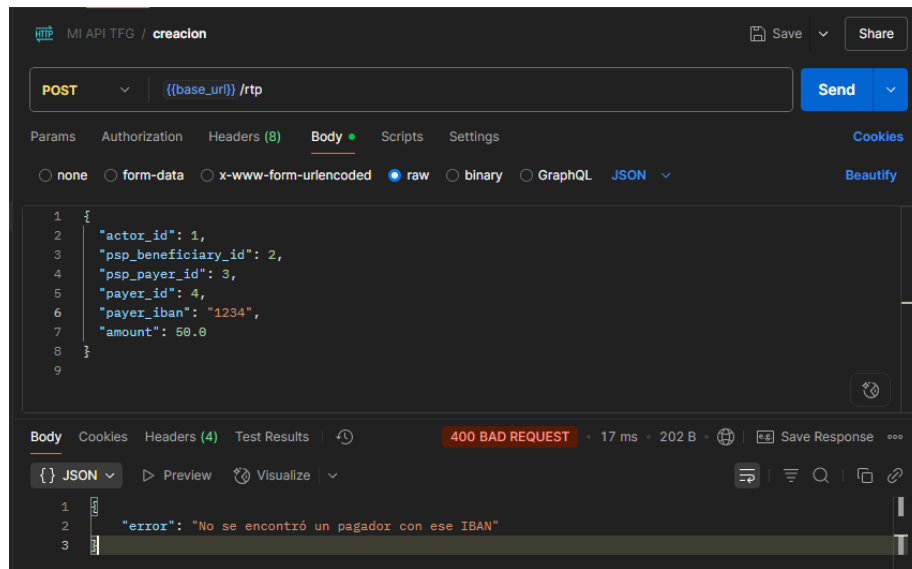 HTTP MI API TFG / creacion Save Share
POST {{base_url}} /rtp Send
Params Authorization Headers (8) Body Scripts Settings Cookies
none form-data x-www-form-urlencoded raw binary GraphQL JSON Beautify
1 {
2 "actor_id": 1,
3 "psp_beneficiary_id": 2,
4 "psp_payer_id": 3,
5 "payer_id": 4,
6 "payer_iban": "1234",
7 "amount": 50.0
8 }
9
Body Cookies Headers (4) Test Results 400 BAD REQUEST 17 ms 202 B e.g. Save Response
{} JSON Preview Visualize
1 {
2 "error": "No se encontró un pagador con ese IBAN"
3 }